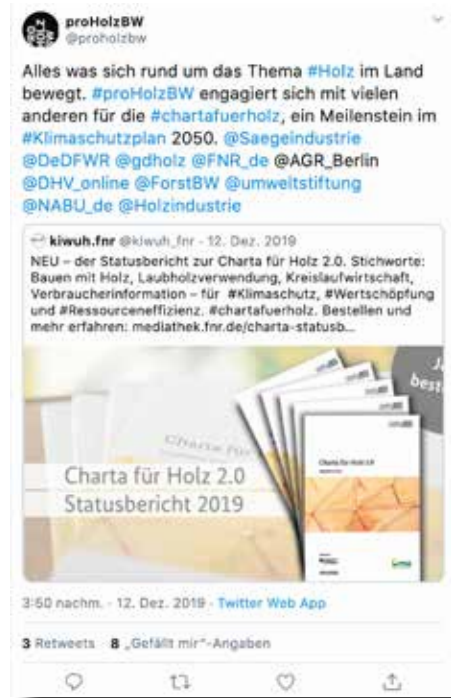 proHolzBW
@proholzbw
Alles was sich rund um das Thema #Holz im Land
bewegt. #proHolzBW engagiert sich mit vielen
anderen für die #chartafuerholz, ein Meilenstein im
#Klimaschutzplan 2050. @Saegeindustrie
@DeDFWR @gdholz @FNR_de @AGR_Berlin
@DHV_online @ForstBW @umweltstiftung
@NABU_de @Holzindustrie
kiwuh.fnr @kiwuh_fnr · 12. Dez. 2019
NEU – der Statusbericht zur Charta für Holz 2.0. Stichworte:
Bauen mit Holz, Laubholzverwendung, Kreislaufwirtschaft,
Verbraucherinformation – für #Klimaschutz, #Wertschöpfung
und #Ressourceneffizienz. #chartafuerholz. Bestellen und
mehr erfahren: mediathek.fnr.de/charta-statusb...
Charta für Holz 2.0
Statusbericht 2019
Charta für Holz 2.0
3:50 nachm. · 12. Dez. 2019 · Twitter Web App
3 Retweets 8 „Gefällt mir“-Angaben